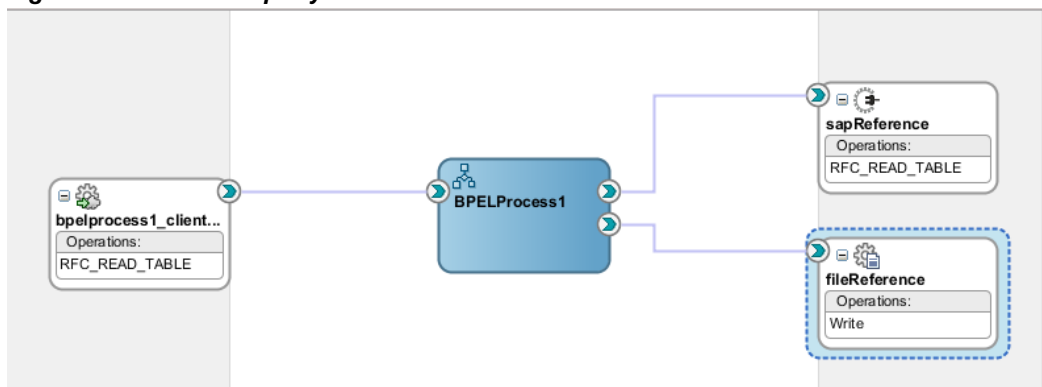 bpelprocess1_client...
Operations:
RFC_READ_TABLE
BPELProcess1
sapReference
Operations:
RFC_READ_TABLE
fileReference
Operations:
Write